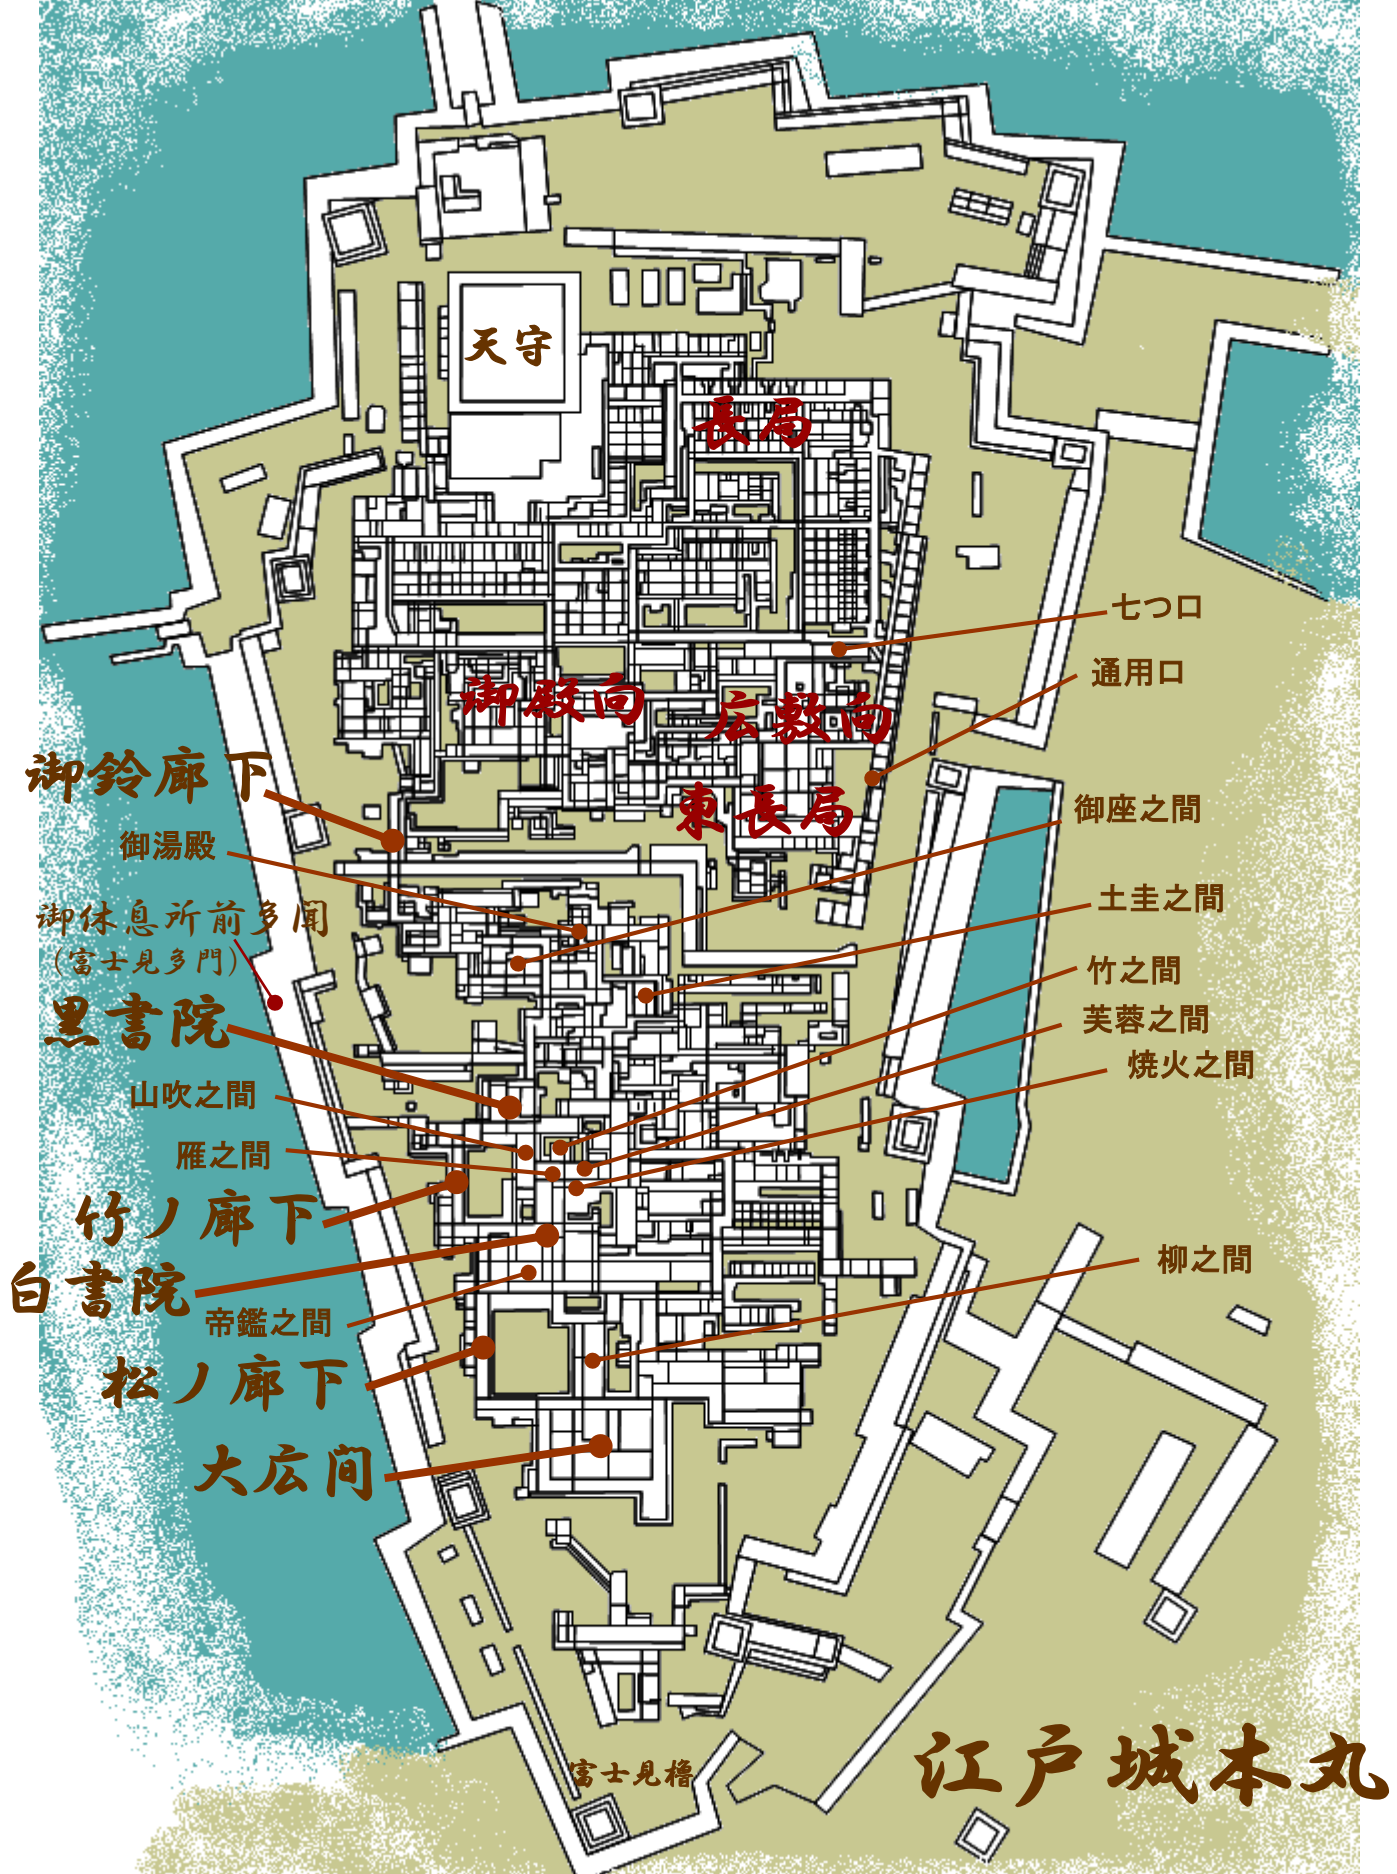 天守
長局
七つ口
通用口
御殿向
広敷向
御鈴廊下
東長局
御座之間
御湯殿
土圭之間
御休息所前多聞
(富士見多門)
竹之間
黒書院
芙蓉之間
焼火之間
山吹之間
雁之間
竹ノ廊下
白書院
柳之間
帝鑑之間
松ノ廊下
大広间
富士見櫓
江戸城本丸